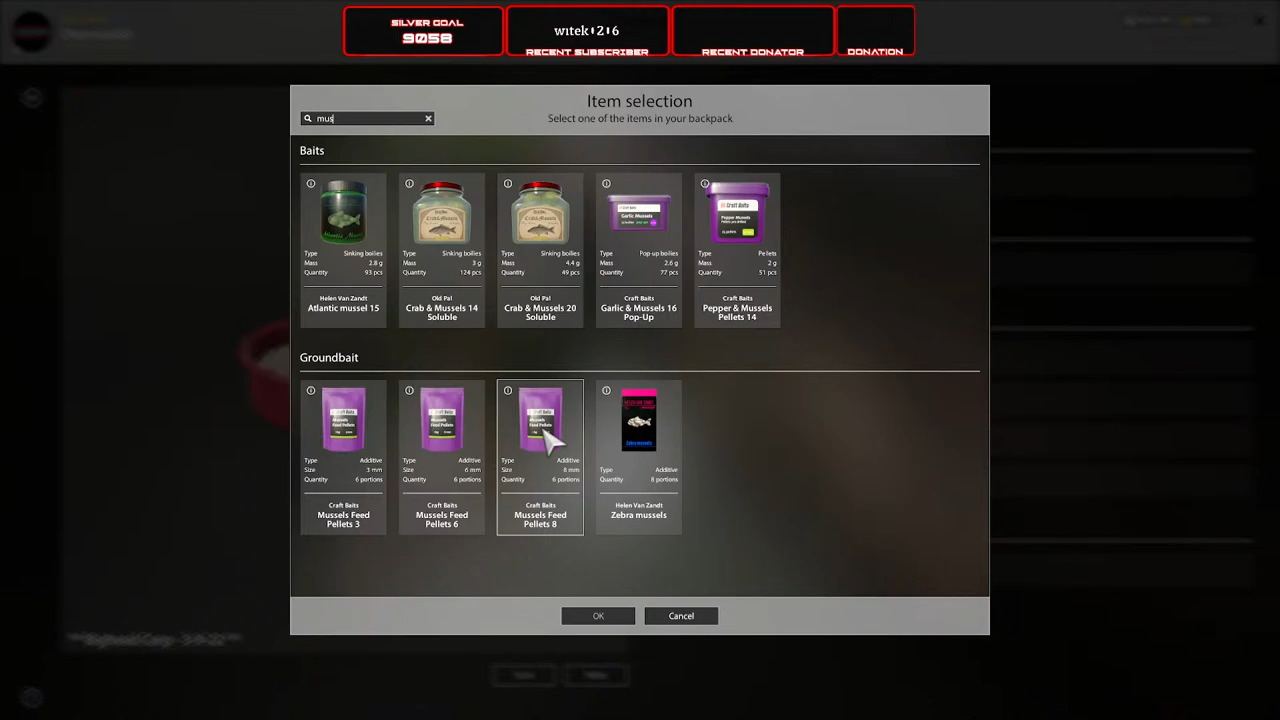 SILVER GOAL
9058
witek•2•6
RECENT SUBSCRIBER
RECENT DONATOR
DONATION
Item selection
Select one of the items in your backpack
mus
Baits
Type Sinking boilies
Mass 2.8 g
Quantity 93 pcs
Helen Van Zandt
Atlantic mussel 15
Type Sinking boilies
Mass 3 g
Quantity 124 pcs
Old Pal
Crab & Mussels 14
Soluble
Type Sinking boilies
Mass 4.4 g
Quantity 49 pcs
Old Pal
Crab & Mussels 20
Soluble
Type Pop-up boilies
Mass 2.6 g
Quantity 77 pcs
Craft Baits
Garlic & Mussels 16
Pop-Up
Type Pellets
Mass 2 g
Quantity 51 pcs
Craft Baits
Pepper & Mussels
Pellets 14
Groundbait
Type Additive
Size 3 mm
Quantity 6 portions
Craft Baits
Mussels Feed
Pellets 3
Type Additive
Size 6 mm
Quantity 6 portions
Craft Baits
Mussels Feed
Pellets 6
Type Additive
Size 8 mm
Quantity 6 portions
Craft Baits
Mussels Feed
Pellets 8
Type Additive
Quantity 8 portions
Helen Van Zandt
Zebra mussels
OK
Cancel